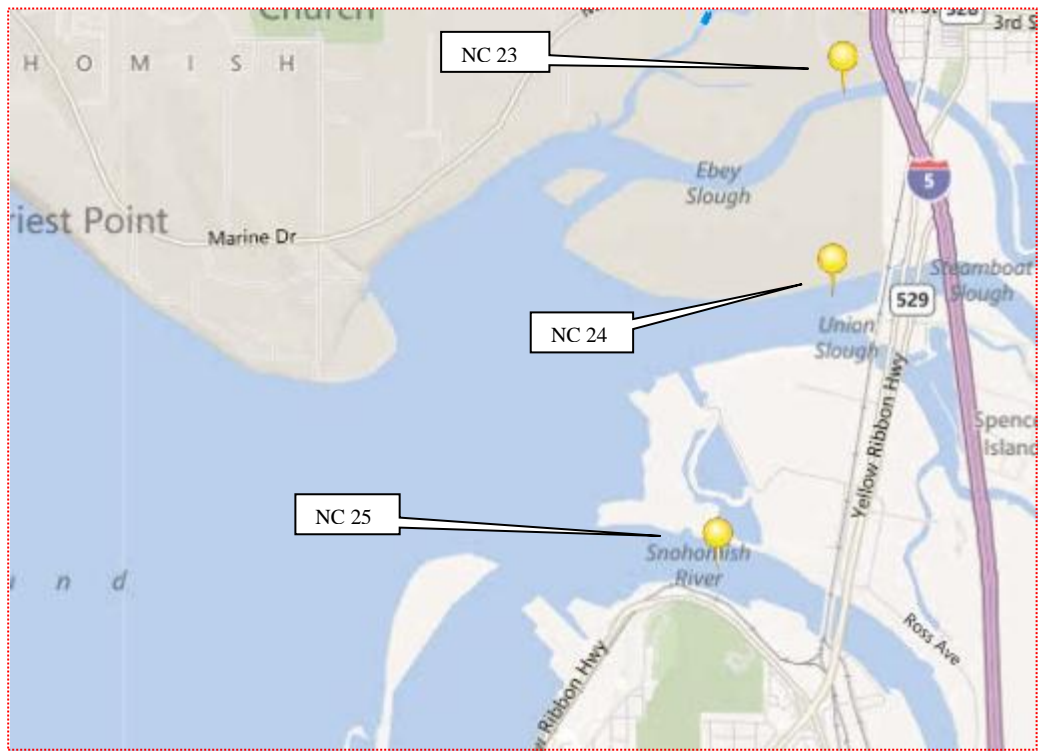 Church
528
3rd S
NC 23
H O M I S H
Ebey
Slough
5
riest Point
Marine Dr
Steamboat
Slough
529
NC 24
Union
Slough
Yellow Ribbon Hwy
Spence
Island
NC 25
Snohomish
River
u n d
Ross Ave
w Ribbon Hwy